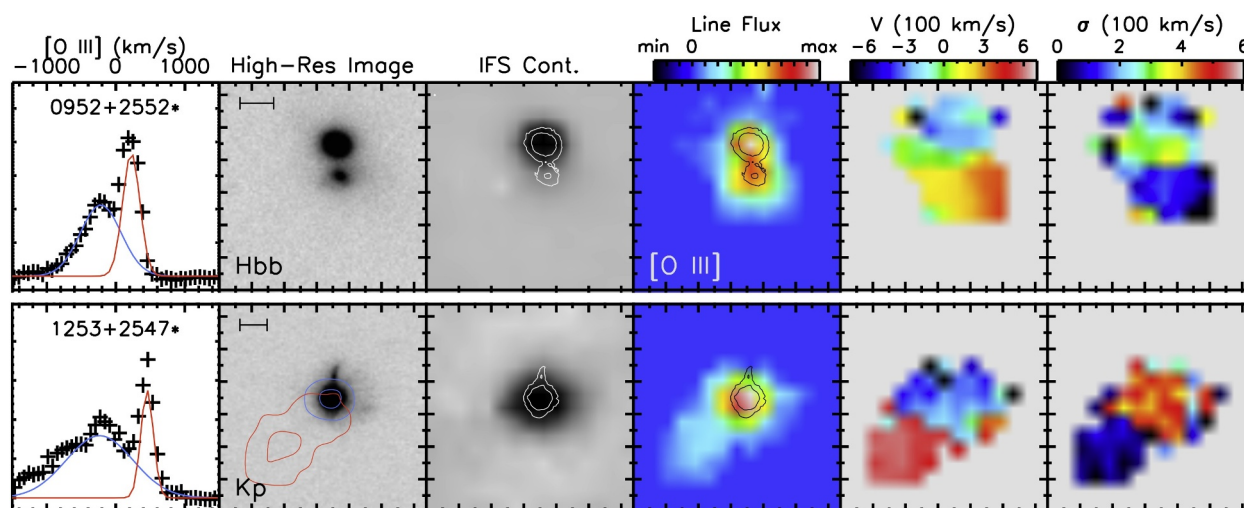 [O III] (km/s)
−1000 0 1000
High-Res Image
IFS Cont.
Line Flux
min 0 max
V (100 km/s)
−6 −3 0 3 6
σ (100 km/s)
0 2 4 6
0952+2552*
Hbb
[O III]
1253+2547*
Kp